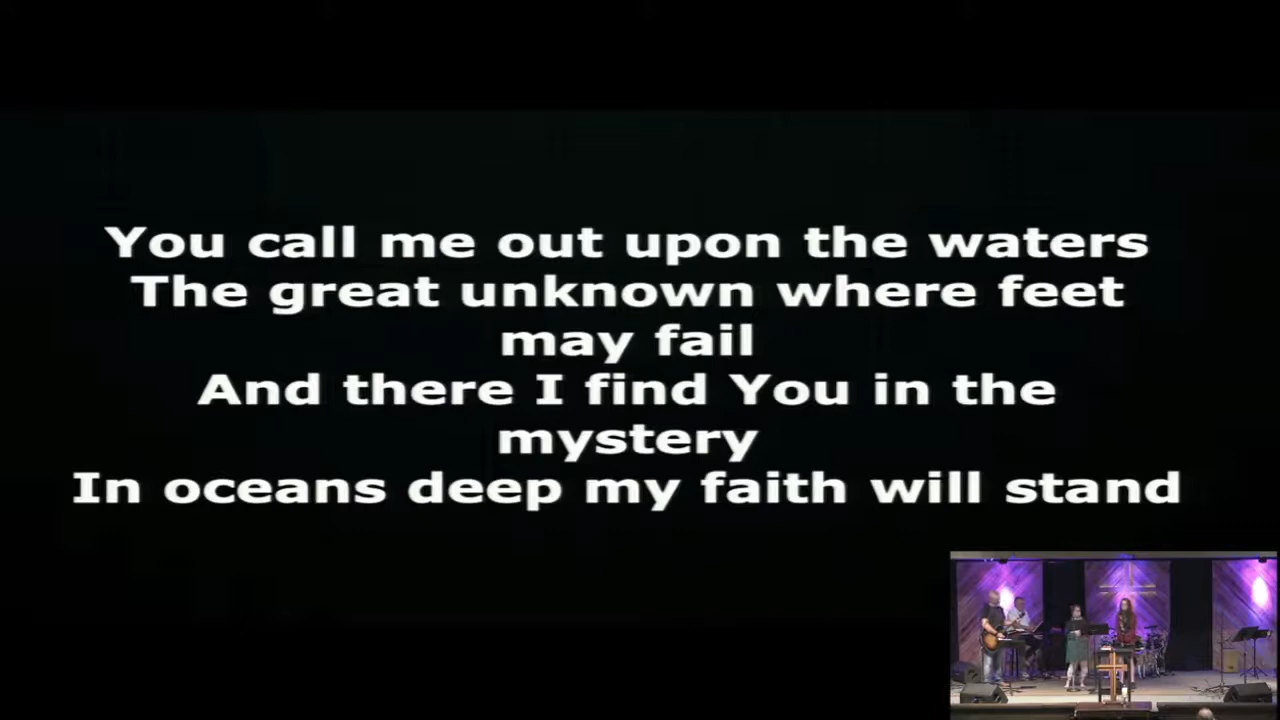 You call me out upon the waters
The great unknown where feet
may fail
And there I find You in the
mystery
In oceans deep my faith will stand